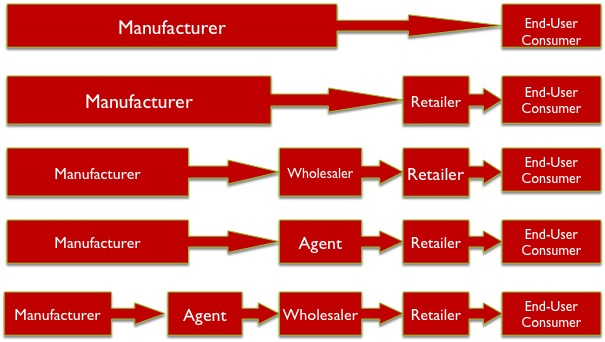 Manufacturer
End-User
Consumer
Manufacturer
Retailer
End-User
Consumer
Manufacturer
Wholesaler
Retailer
End-User
Consumer
Manufacturer
Agent
Retailer
End-User
Consumer
Manufacturer
Agent
Wholesaler
Retailer
End-User
Consumer